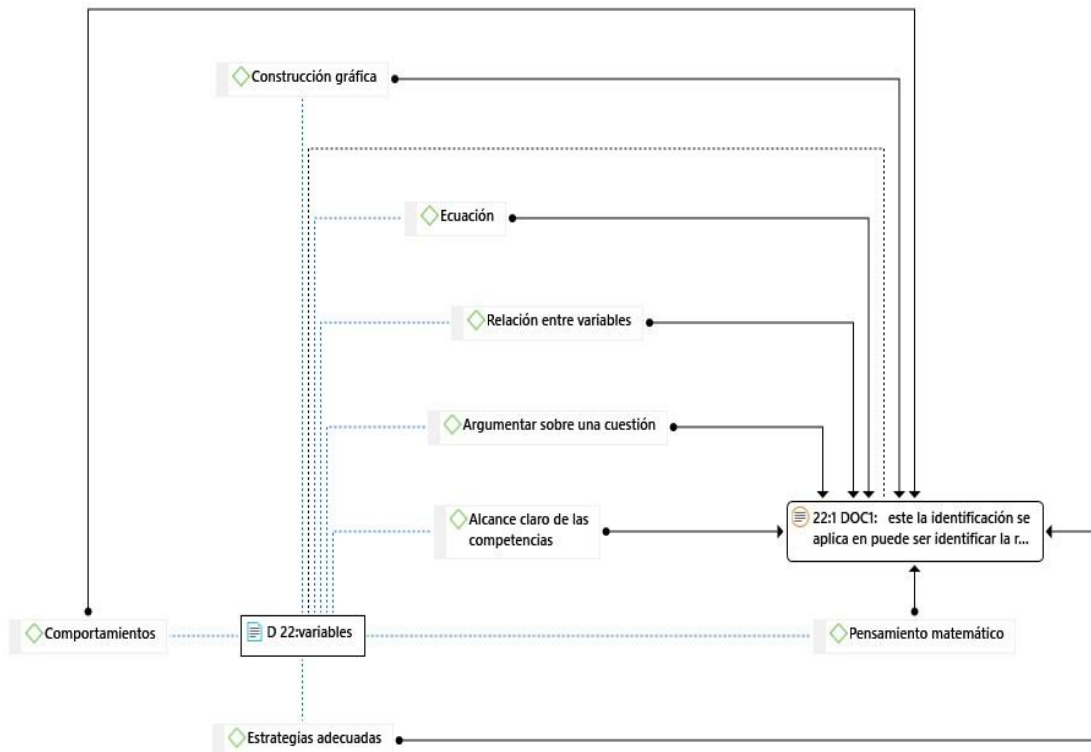 Construcción gráfica
Ecuación
Relación entre variables
Argumentar sobre una cuestión
Alcance claro de las
competencias
22:1 DOC1: este la identificación se
aplica en puede ser identificar la r...
Comportamientos
D 22:variables
Pensamiento matemático
Estrategias adecuadas